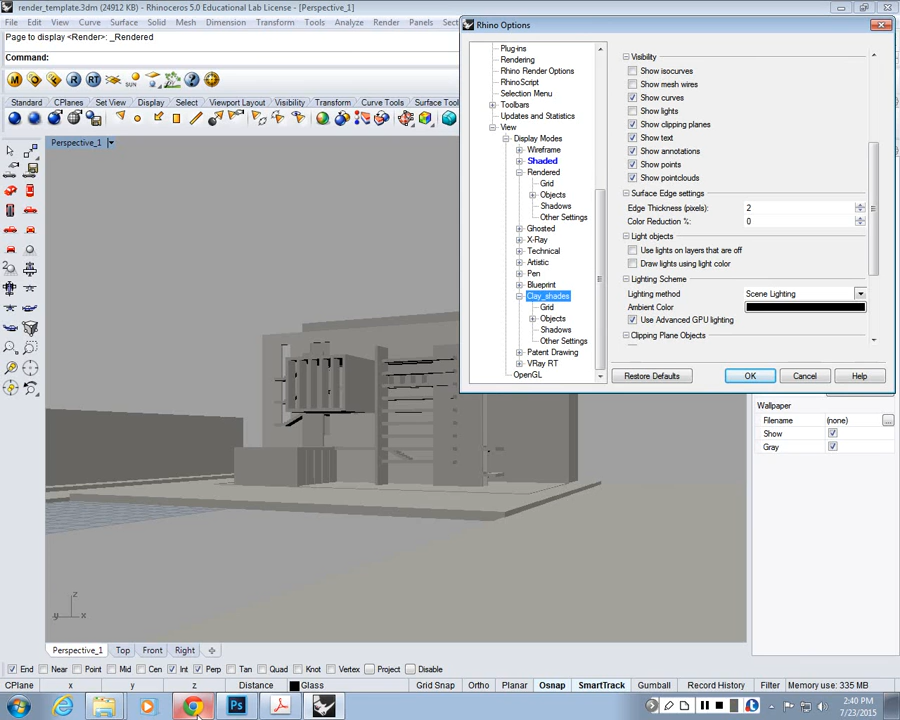 render_template.3dm (24912 KB) - Rhinoceros 5.0 Educational Lab License - [Perspective_1]
File Edit View Curve Surface Solid Mesh Dimension Transform Tools Analyze Render Panels
Page to display <Render>: _Rendered
Command:
Standard CPlanes Set View Display Select Viewport Layout Visibility Transform Curve Tools Surface Tool
Perspective_1
Rhino Options
Plug-ins
Rendering
Rhino Render Options
RhinoScript
Selection Menu
Toolbars
Updates and Statistics
View
Display Modes
Wireframe
Shaded
Rendered
Grid
Objects
Shadows
Other Settings
Ghosted
X-Ray
Technical
Artistic
Pen
Blueprint
Clay_shades
Grid
Objects
Shadows
Other Settings
Patent Drawing
VRay RT
OpenGL
Visibility
Show isocurves
Show mesh wires
Show curves
Show lights
Show clipping planes
Show text
Show annotations
Show points
Show pointclouds
Surface Edge settings
Edge Thickness (pixels): 2
Color Reduction %: 0
Light objects
Use lights on layers that are off
Draw lights using light color
Lighting Scheme
Lighting method Scene Lighting
Ambient Color
Use Advanced GPU lighting
Clipping Plane Objects
Restore Defaults OK Cancel Help
Wallpaper
Filename (none) ...
Show
Gray
z
y x
Perspective_1 Top Front Right
End Near Point Mid Cen Int Perp Tan Quad Knot Vertex Project Disable
CPlane x y z Distance Glass Grid Snap Ortho Planar Osnap SmartTrack Gumball Record History Filter Memory use: 335 MB
2:40 PM
7/23/2015